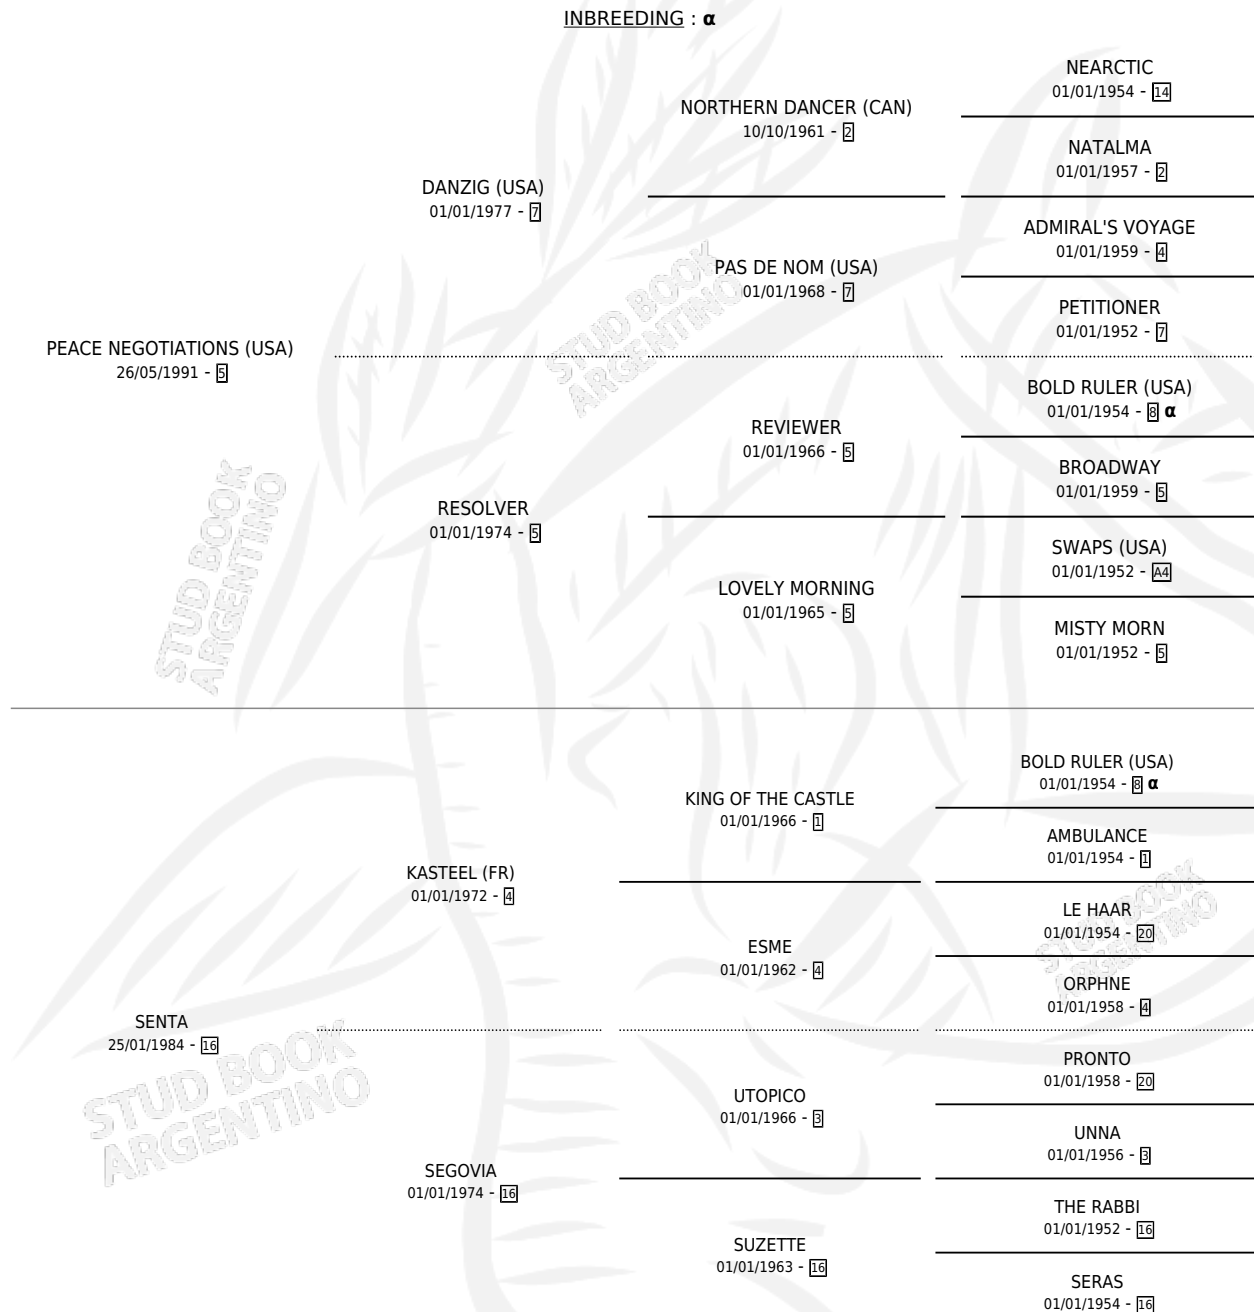 INBREEDING : α
NEARCTIC
01/01/1954 - 14
NORTHERN DANCER (CAN)
10/10/1961 - 2
NATALMA
01/01/1957 - 2
DANZIG (USA)
01/01/1977 - 7
ADMIRAL'S VOYAGE
01/01/1959 - 4
PAS DE NOM (USA)
01/01/1968 - 7
PETITIONER
01/01/1952 - 7
PEACE NEGOTIATIONS (USA)
26/05/1991 - 5
BOLD RULER (USA)
01/01/1954 - 8 α
REVIEWER
01/01/1966 - 5
BROADWAY
01/01/1959 - 5
RESOLVER
01/01/1974 - 5
SWAPS (USA)
01/01/1952 - A4
LOVELY MORNING
01/01/1965 - 5
MISTY MORN
01/01/1952 - 5
BOLD RULER (USA)
01/01/1954 - 8 α
KING OF THE CASTLE
01/01/1966 - 1
AMBULANCE
01/01/1954 - 1
KASTEEL (FR)
01/01/1972 - 4
LE HAAR
01/01/1954 - 20
ESME
01/01/1962 - 4
ORPHNE
01/01/1958 - 4
SENTA
25/01/1984 - 16
PRONTO
01/01/1958 - 20
UTOPICO
01/01/1966 - 3
UNNA
01/01/1956 - 3
SEGOVIA
01/01/1974 - 16
THE RABBI
01/01/1952 - 16
SUZETTE
01/01/1963 - 16
SERAS
01/01/1954 - 16
STUD BOOK
ARGENTINO
STUD BOOK
ARGENTINO
STUD BOOK
ARGENTINO
STUD BOOK
ARGENTINO